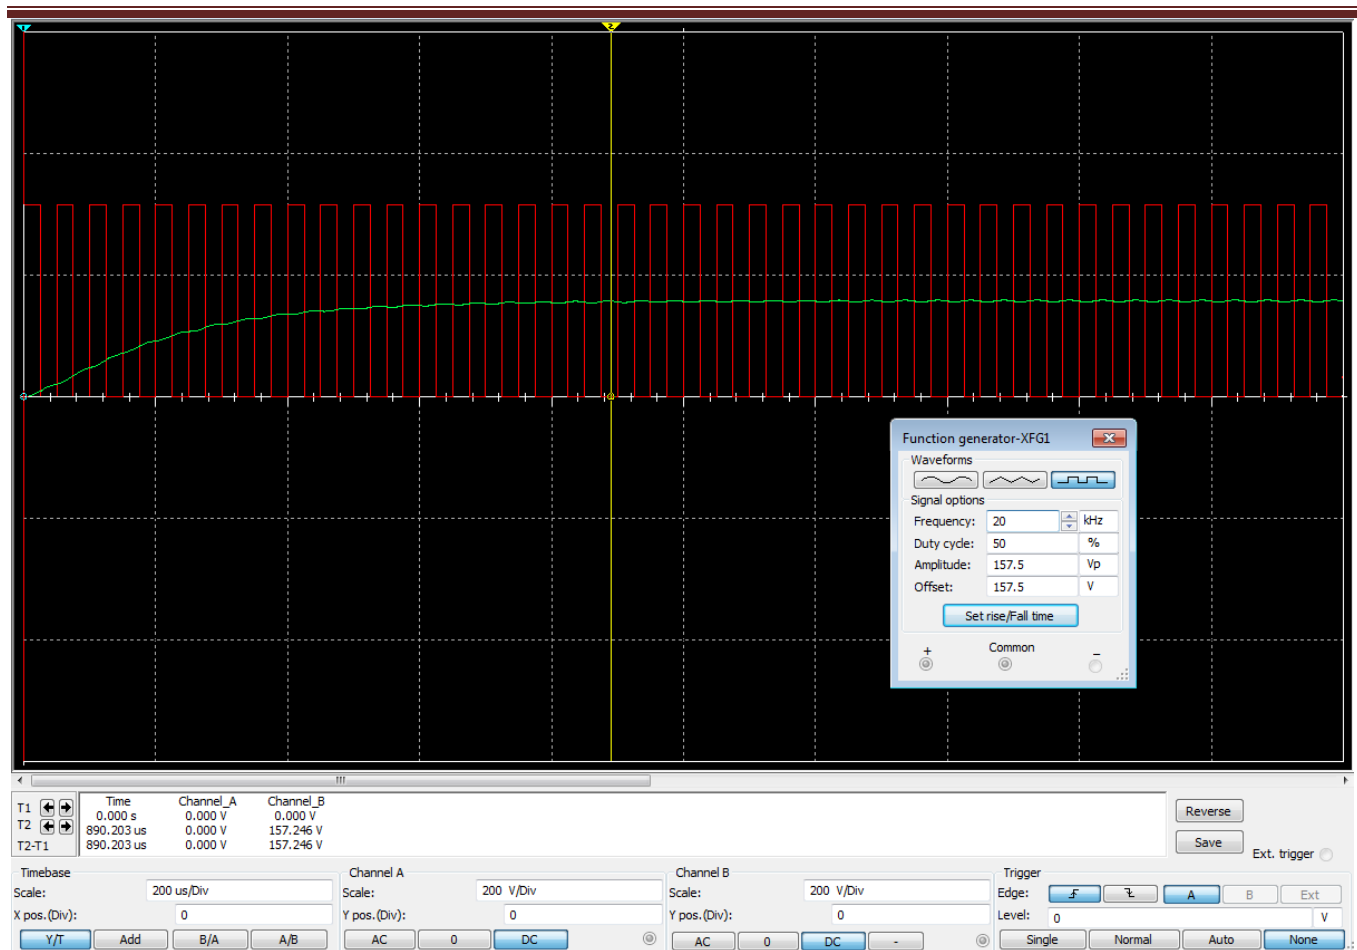 1
2
Function generator-XFG1
Waveforms
Signal options
Frequency: 20 kHz
Duty cycle: 50 %
Amplitude: 157.5 Vp
Offset: 157.5 V
Set rise/Fall time
+ Common −
Time Channel_A Channel_B
T1 0.000 s 0.000 V 0.000 V
T2 890.203 us 0.000 V 157.246 V
T2-T1 890.203 us 0.000 V 157.246 V
Reverse
Save
Ext. trigger
Timebase
Scale: 200 us/Div
X pos.(Div): 0
Y/T Add B/A A/B
Channel A
Scale: 200 V/Div
Y pos.(Div): 0
AC 0 DC
Channel B
Scale: 200 V/Div
Y pos.(Div): 0
AC 0 DC -
Trigger
Edge: A B Ext
Level: 0 V
Single Normal Auto None